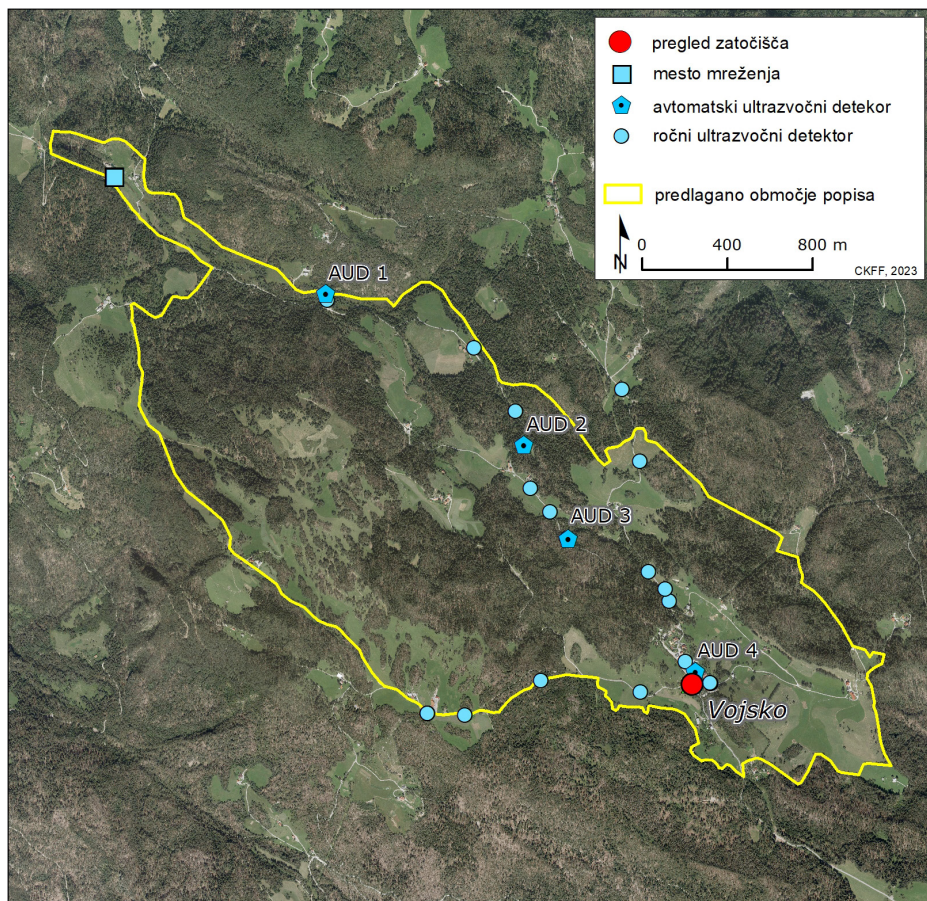 pregled zatočišča
mesto mreženja
avtomatski ultrazvočni detekor
ročni ultrazvočni detektor
predlagano območje popisa
N
0 400 800 m
CKFF, 2023
AUD 1
AUD 2
AUD 3
AUD 4
Vojsko